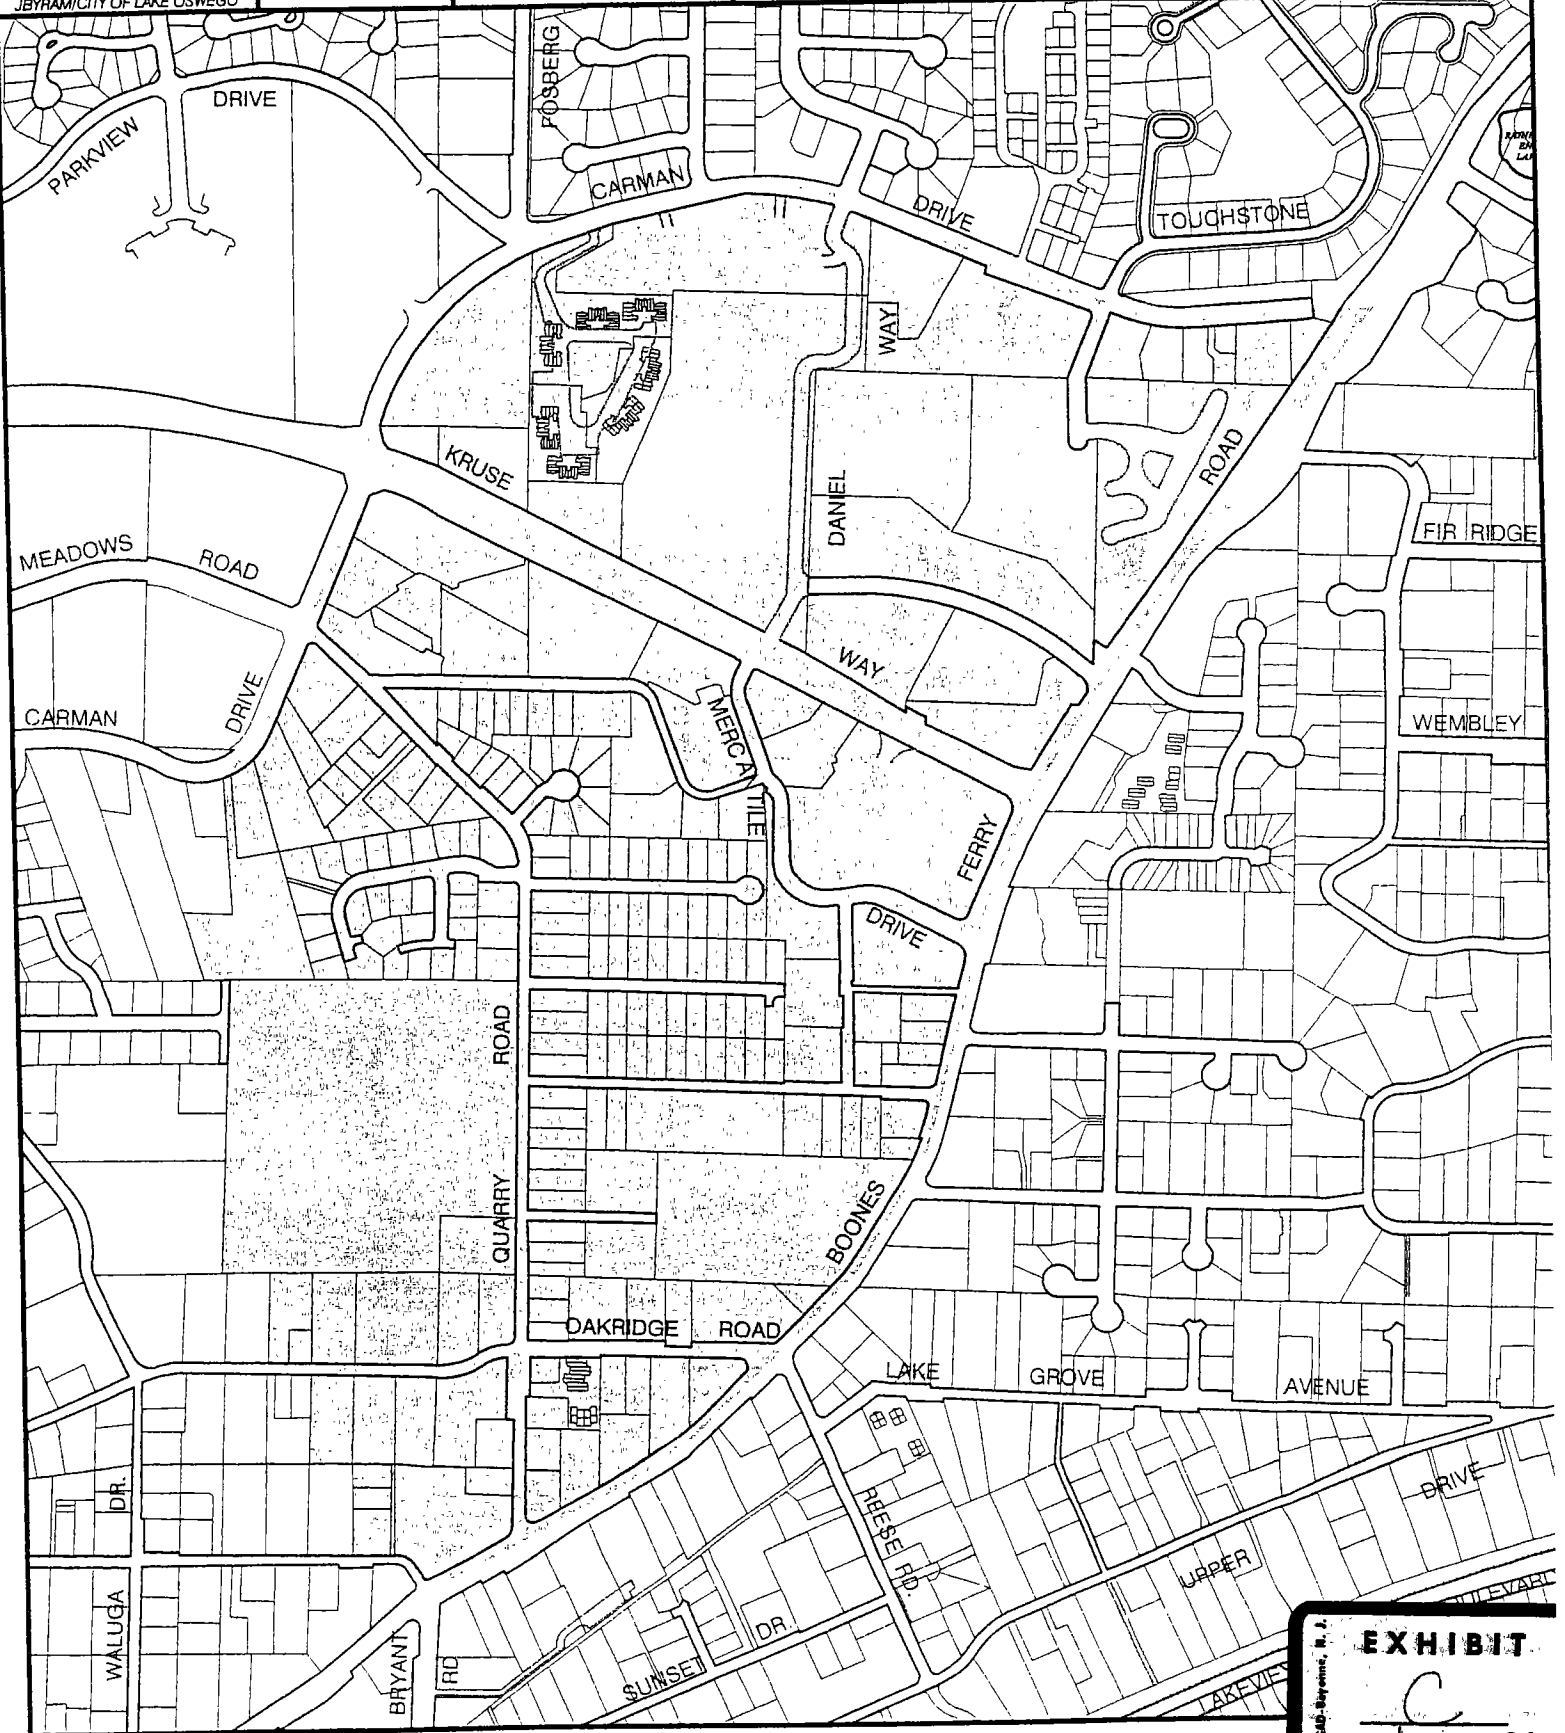 JBYRAM/CITY OF LAKE OSWEGO
FOSBERG
DRIVE
PARKVIEW
CARMAN
DRIVE
TOUCHSTONE
WAY
KRUSE
ROAD
DANIEL
FIR RIDGE
MEADOWS ROAD
WAY
DRIVE
CARMAN
MERCANTILE
WEMBLEY
FERRY
DRIVE
ROAD
QUARRY
BOONES
OAKRIDGE ROAD
LAKE GROVE AVENUE
DR.
WALUGA
REESE RD.
DRIVE
UPPER
BRYANT
RD
SUNSET DR.
EXHIBIT
C